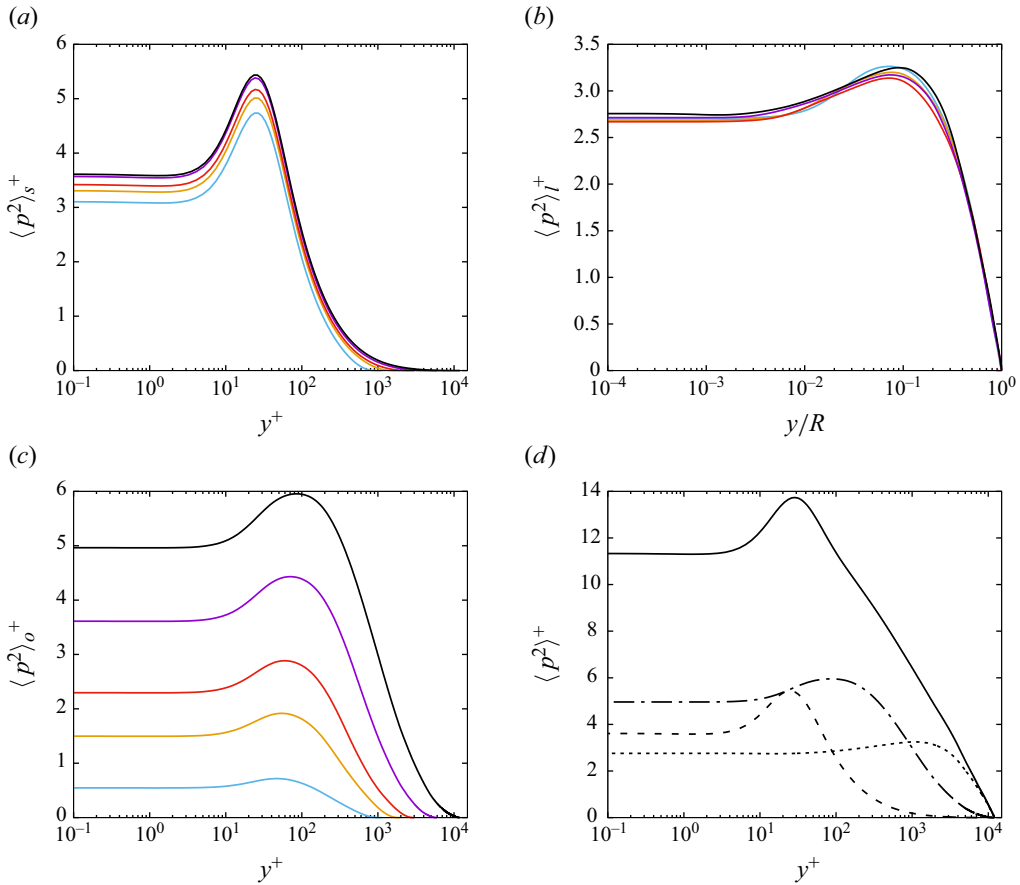 (a)
6
5
4
3
2
1
0
⟨p²⟩ₛ⁺
10⁻¹ 10⁰ 10¹ 10² 10³ 10⁴
y⁺
(b)
3.5
3.0
2.5
2.0
1.5
1.0
0.5
0
⟨p²⟩ₗ⁺
10⁻⁴ 10⁻³ 10⁻² 10⁻¹ 10⁰
y/R
(c)
6
5
4
3
2
1
0
⟨p²⟩ₒ⁺
10⁻¹ 10⁰ 10¹ 10² 10³ 10⁴
y⁺
(d)
14
12
10
8
6
4
2
0
⟨p²⟩⁺
10⁻¹ 10⁰ 10¹ 10² 10³ 10⁴
y⁺